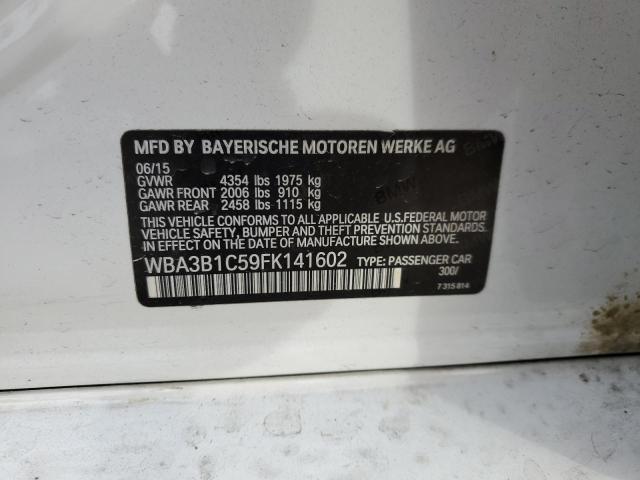 MFD BY BAYERISCHE MOTOREN WERKE AG
06/15
GVWR 4354 lbs 1975 kg
GAWR FRONT 2006 lbs 910 kg
GAWR REAR 2458 lbs 1115 kg
THIS VEHICLE CONFORMS TO ALL APPLICABLE U.S.FEDERAL MOTOR
VEHICLE SAFETY, BUMPER, AND THEFT PREVENTION STANDARDS
IN EFFECT ON THE DATE OF MANUFACTURE SHOWN ABOVE.
WBA3B1C59FK141602 TYPE: PASSENGER CAR
300/
7 315 814
BMW